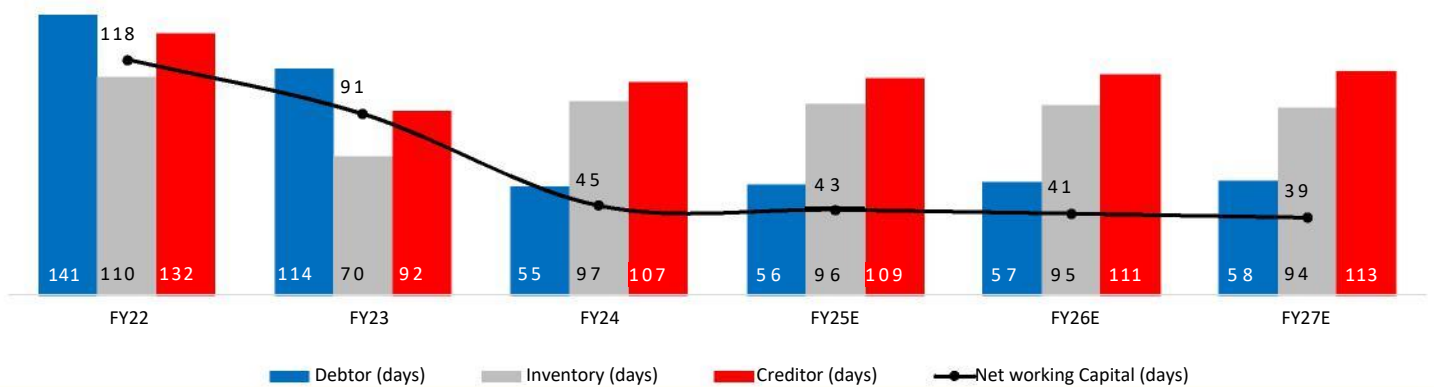 118
91
45
43
41
39
141 110 132 114 70 92 55 97 107 56 96 109 57 95 111 58 94 113
FY22 FY23 FY24 FY25E FY26E FY27E
Debtor (days) Inventory (days) Creditor (days) Net working Capital (days)